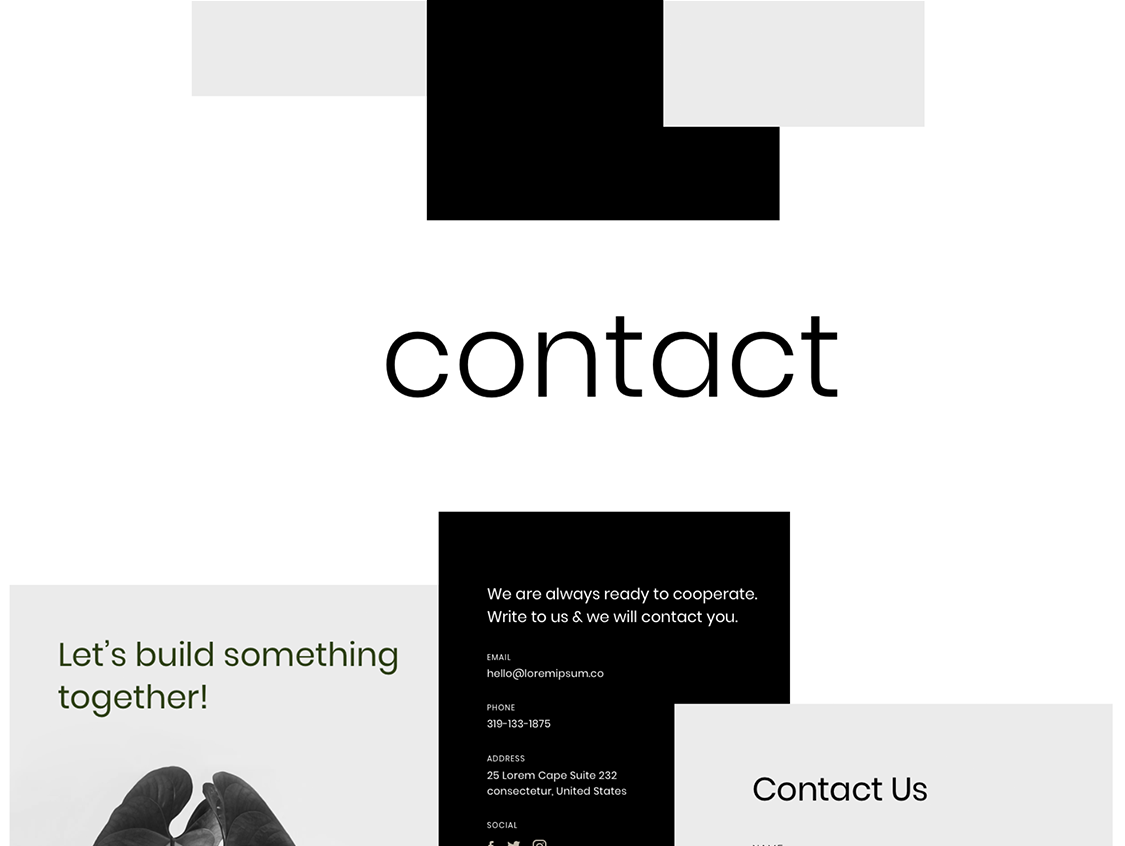 contact
Let’s build something
together!
We are always ready to cooperate.
Write to us & we will contact you.
EMAIL
hello@loremipsum.co
PHONE
319-133-1875
ADDRESS
25 Lorem Cape Suite 232
consectetur, United States
SOCIAL
Contact Us